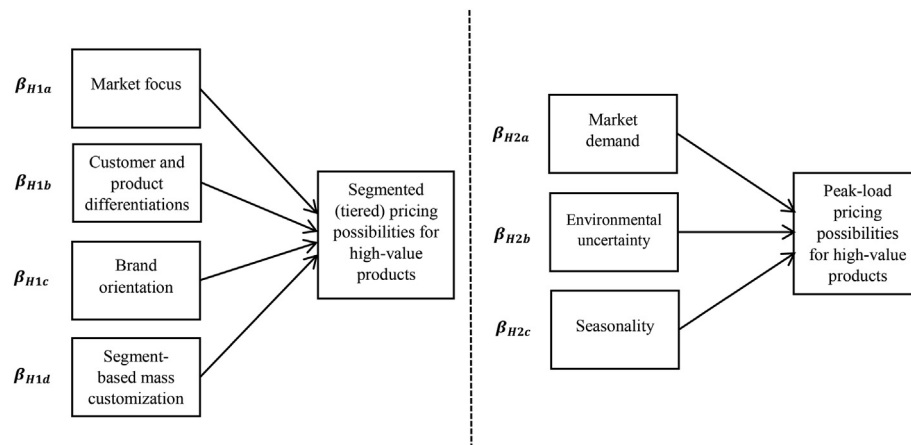 β_H1a
Market focus
β_H1b
Customer and
product
differentiations
β_H1c
Brand
orientation
β_H1d
Segment-
based mass
customization
Segmented
(tiered) pricing
possibilities for
high-value
products
β_H2a
Market
demand
β_H2b
Environmental
uncertainty
β_H2c
Seasonality
Peak-load
pricing
possibilities
for high-value
products